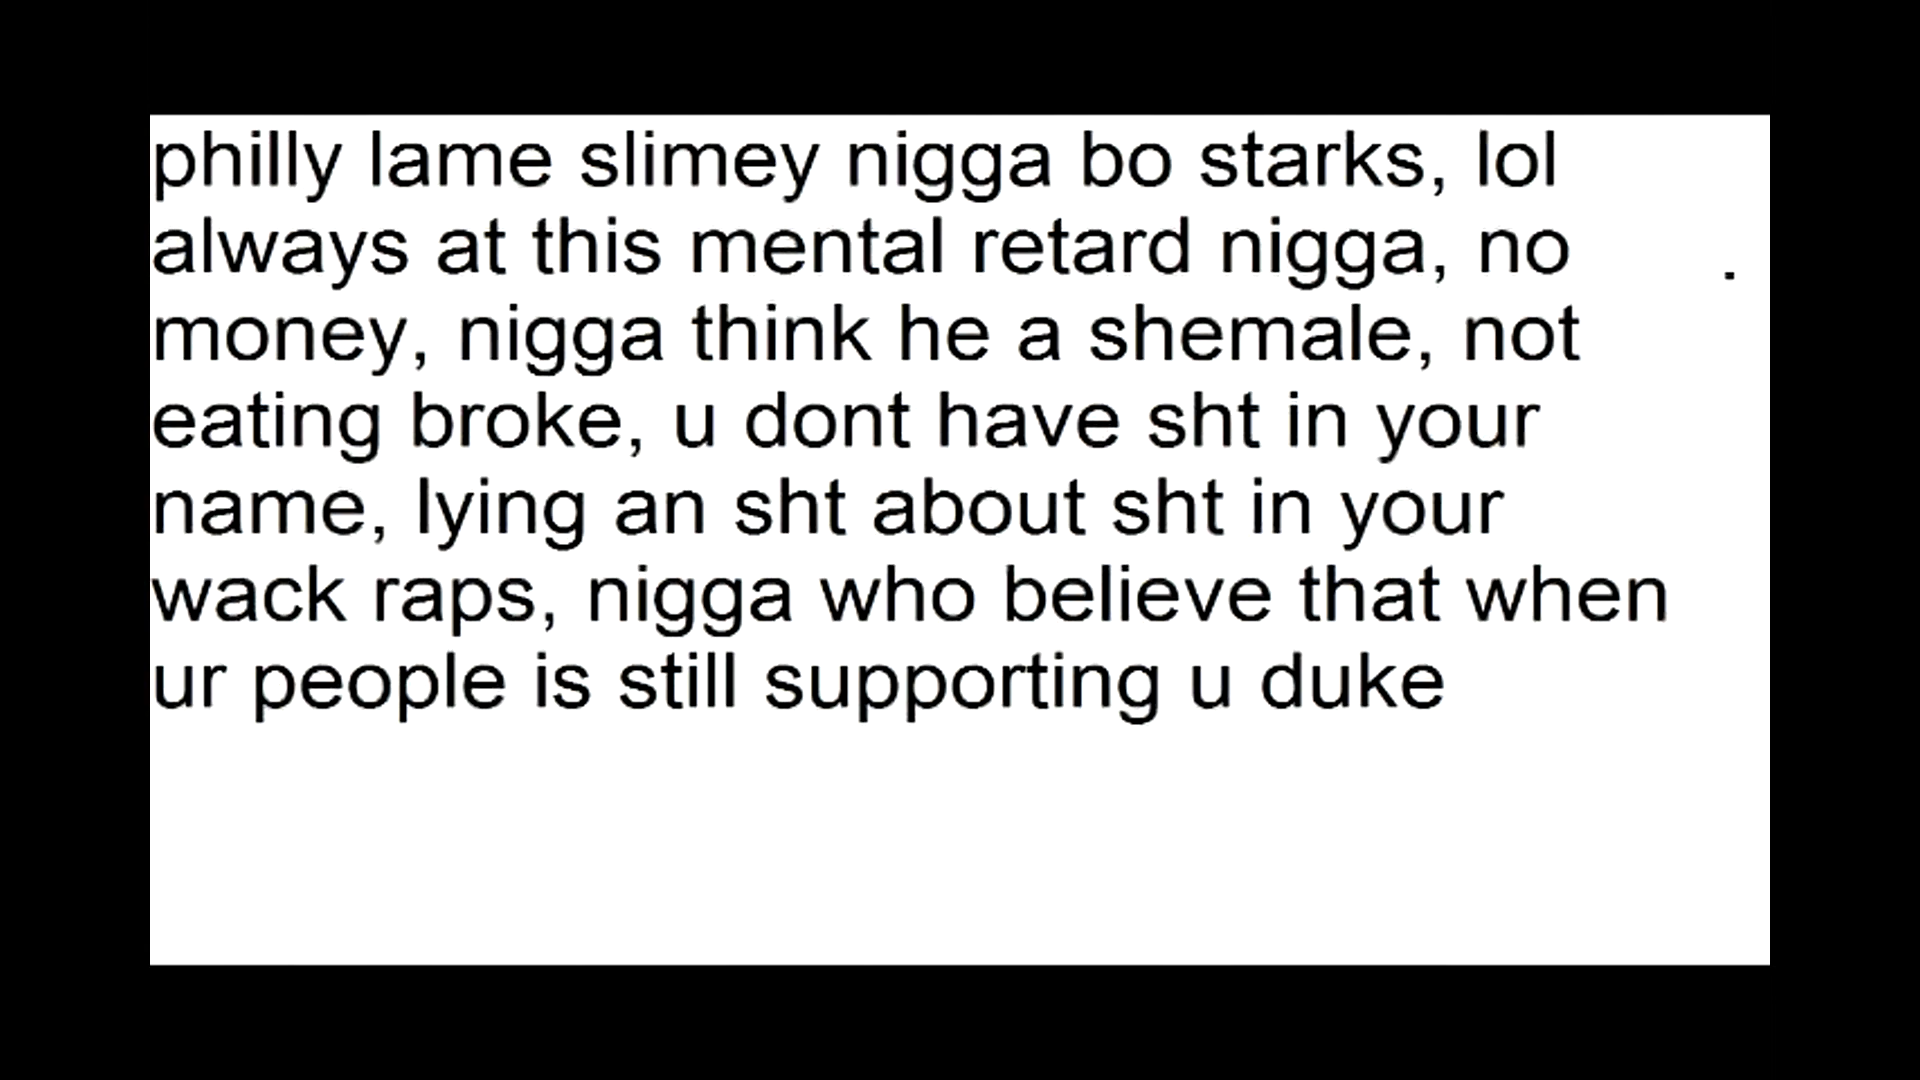 philly lame slimey nigga bo starks, lol
always at this mental retard nigga, no
money, nigga think he a shemale, not
eating broke, u dont have sht in your
name, lying an sht about sht in your
wack raps, nigga who believe that when
ur people is still supporting u duke
.